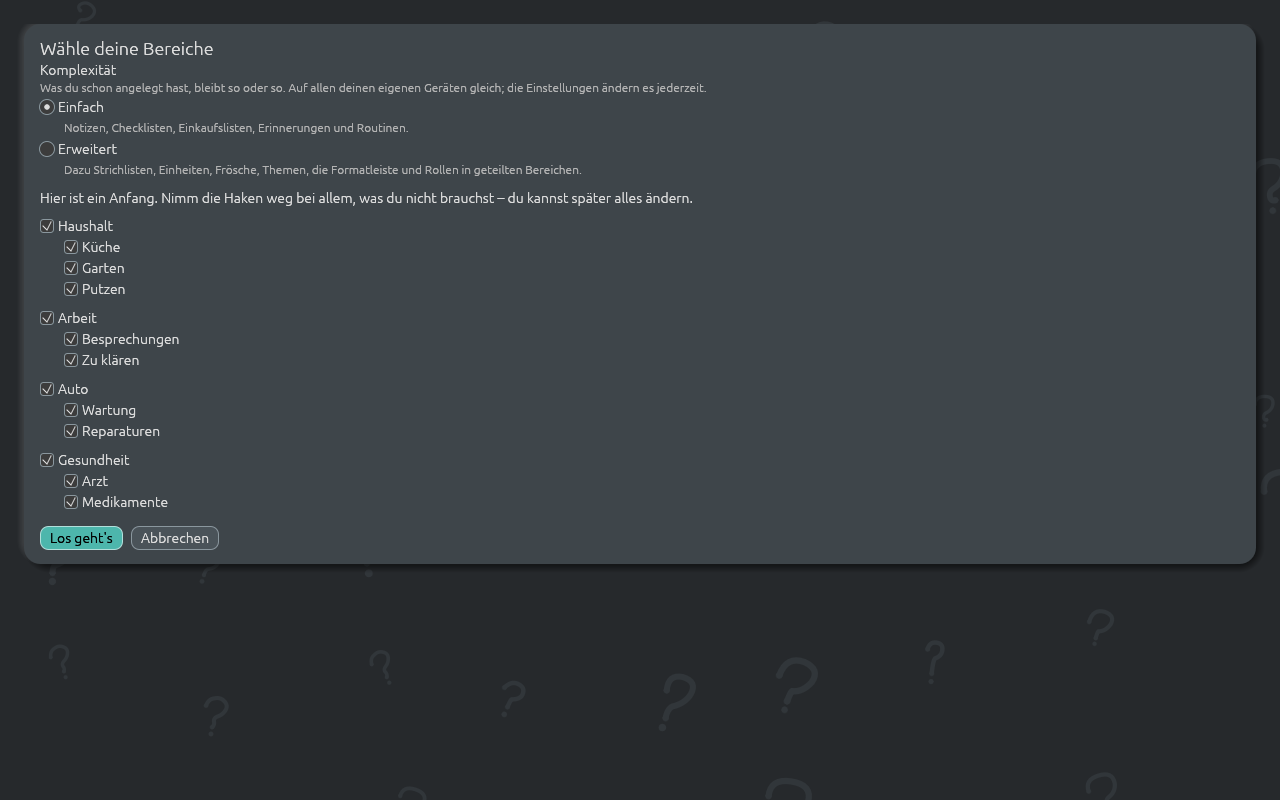 Wähle deine Bereiche
Komplexität
Was du schon angelegt hast, bleibt so oder so. Auf allen deinen eigenen Geräten gleich; die Einstellungen ändern es jederzeit.
Einfach
Notizen, Checklisten, Einkaufslisten, Erinnerungen und Routinen.
Erweitert
Dazu Strichlisten, Einheiten, Frösche, Themen, die Formatleiste und Rollen in geteilten Bereichen.
Hier ist ein Anfang. Nimm die Haken weg bei allem, was du nicht brauchst – du kannst später alles ändern.
Haushalt
Küche
Garten
Putzen
Arbeit
Besprechungen
Zu klären
Auto
Wartung
Reparaturen
Gesundheit
Arzt
Medikamente
Los geht's
Abbrechen